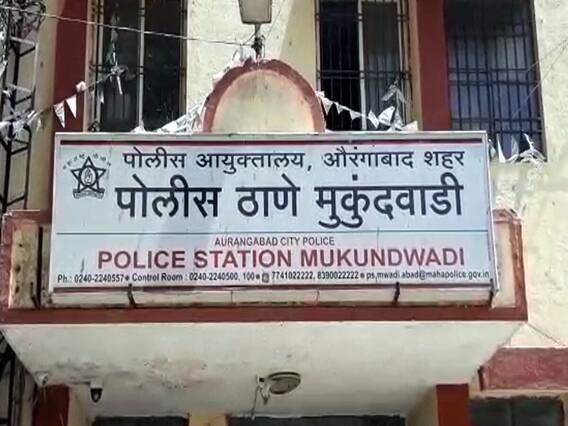 पोलीस आयुक्तालय, औरंगाबाद शहर
पोलीस ठाणे मुकुंदवाडी
AURANGABAD CITY POLICE
POLICE STATION MUKUNDWADI
Ph.: 0240-2240557 ● Control Room : 0240-2240500, 100 ● 7741022222, 8390022222 ● ps.mwadi.abad@mahapolice.gov.in